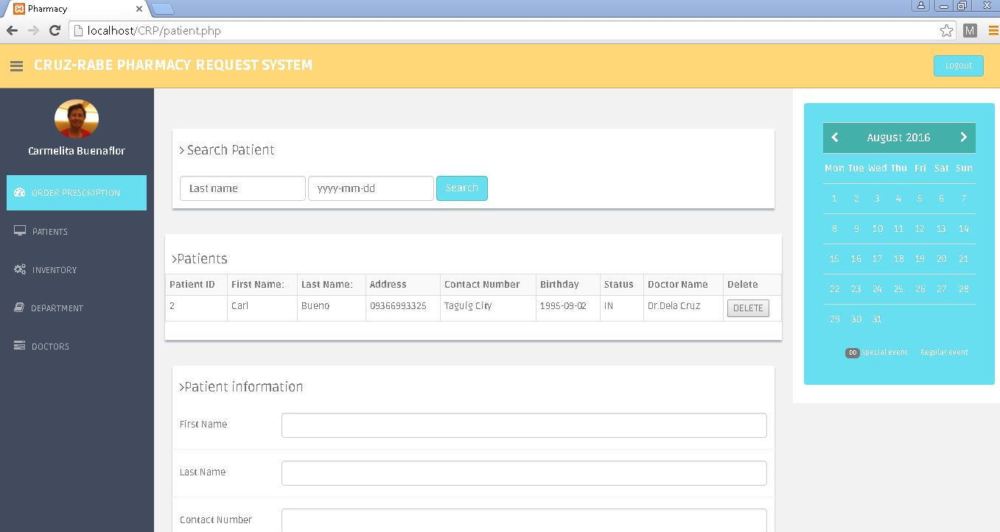 Pharmacy
localhost/CRP/patient.php
M
CRUZ-RABE PHARMACY REQUEST SYSTEM
Logout
Carmelita Buenaflor
ORDER PRESCRIPTION
PATIENTS
INVENTORY
DEPARTMENT
DOCTORS
> Search Patient
Last name yyyy-mm-dd Search
>Patients
Patient ID First Name: Last Name: Address Contact Number Birthday Status Doctor Name Delete
2 Carl Bueno 09366993325 Taguig City 1995-09-02 IN Dr.Dela Cruz DELETE
>Patient information
First Name
Last Name
Contact Number
August 2016
Mon Tue Wed Thu Fri Sat Sun
1 2 3 4 5 6 7
8 9 10 11 12 13 14
15 16 17 18 19 20 21
22 23 24 25 26 27 28
29 30 31
DD Special event Regular event